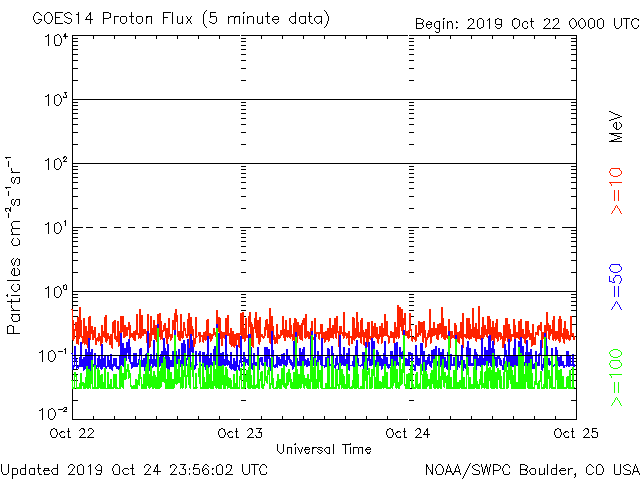 GOES14 Proton Flux (5 minute data)
Begin: 2019 Oct 22 0000 UTC
Particles cm⁻²s⁻¹sr⁻¹
10⁴
10³
10²
10¹
10⁰
10⁻¹
10⁻²
Oct 22 Oct 23 Oct 24 Oct 25
Universal Time
MeV
>=10
>=50
>=100
Updated 2019 Oct 24 23:56:02 UTC
NOAA/SWPC Boulder, CO USA